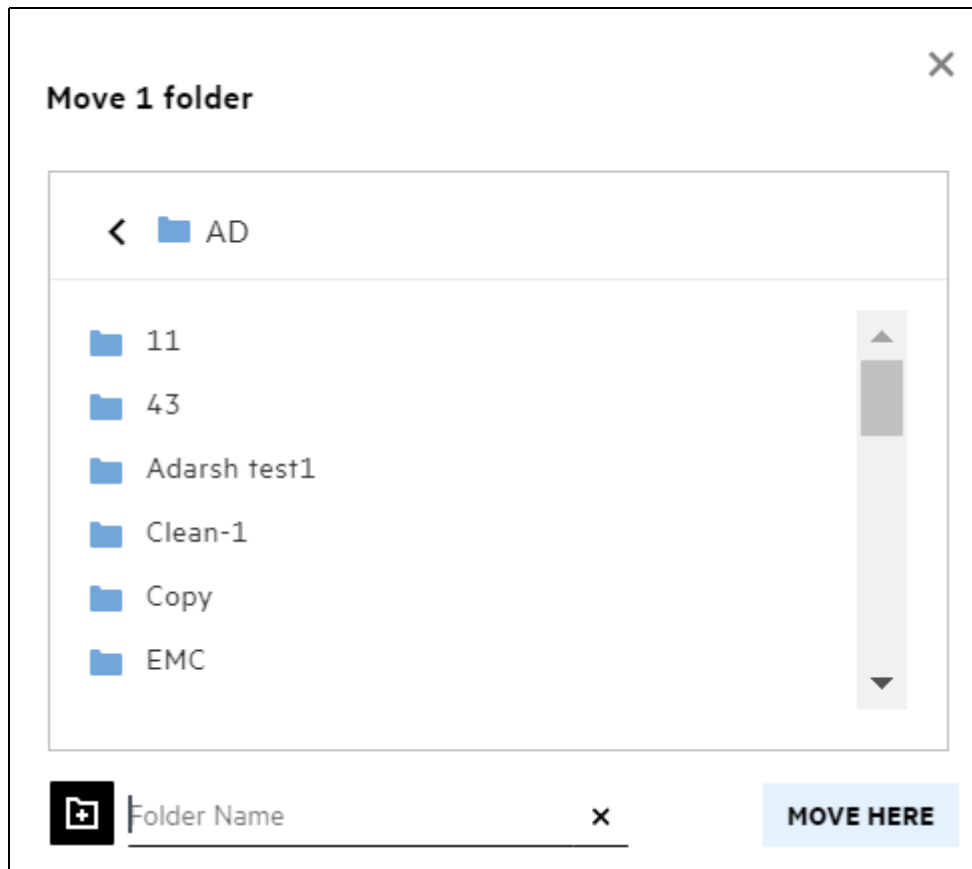 Move 1 folder
AD
11
43
Adarsh test1
Clean-1
Copy
EMC
Folder Name
MOVE HERE